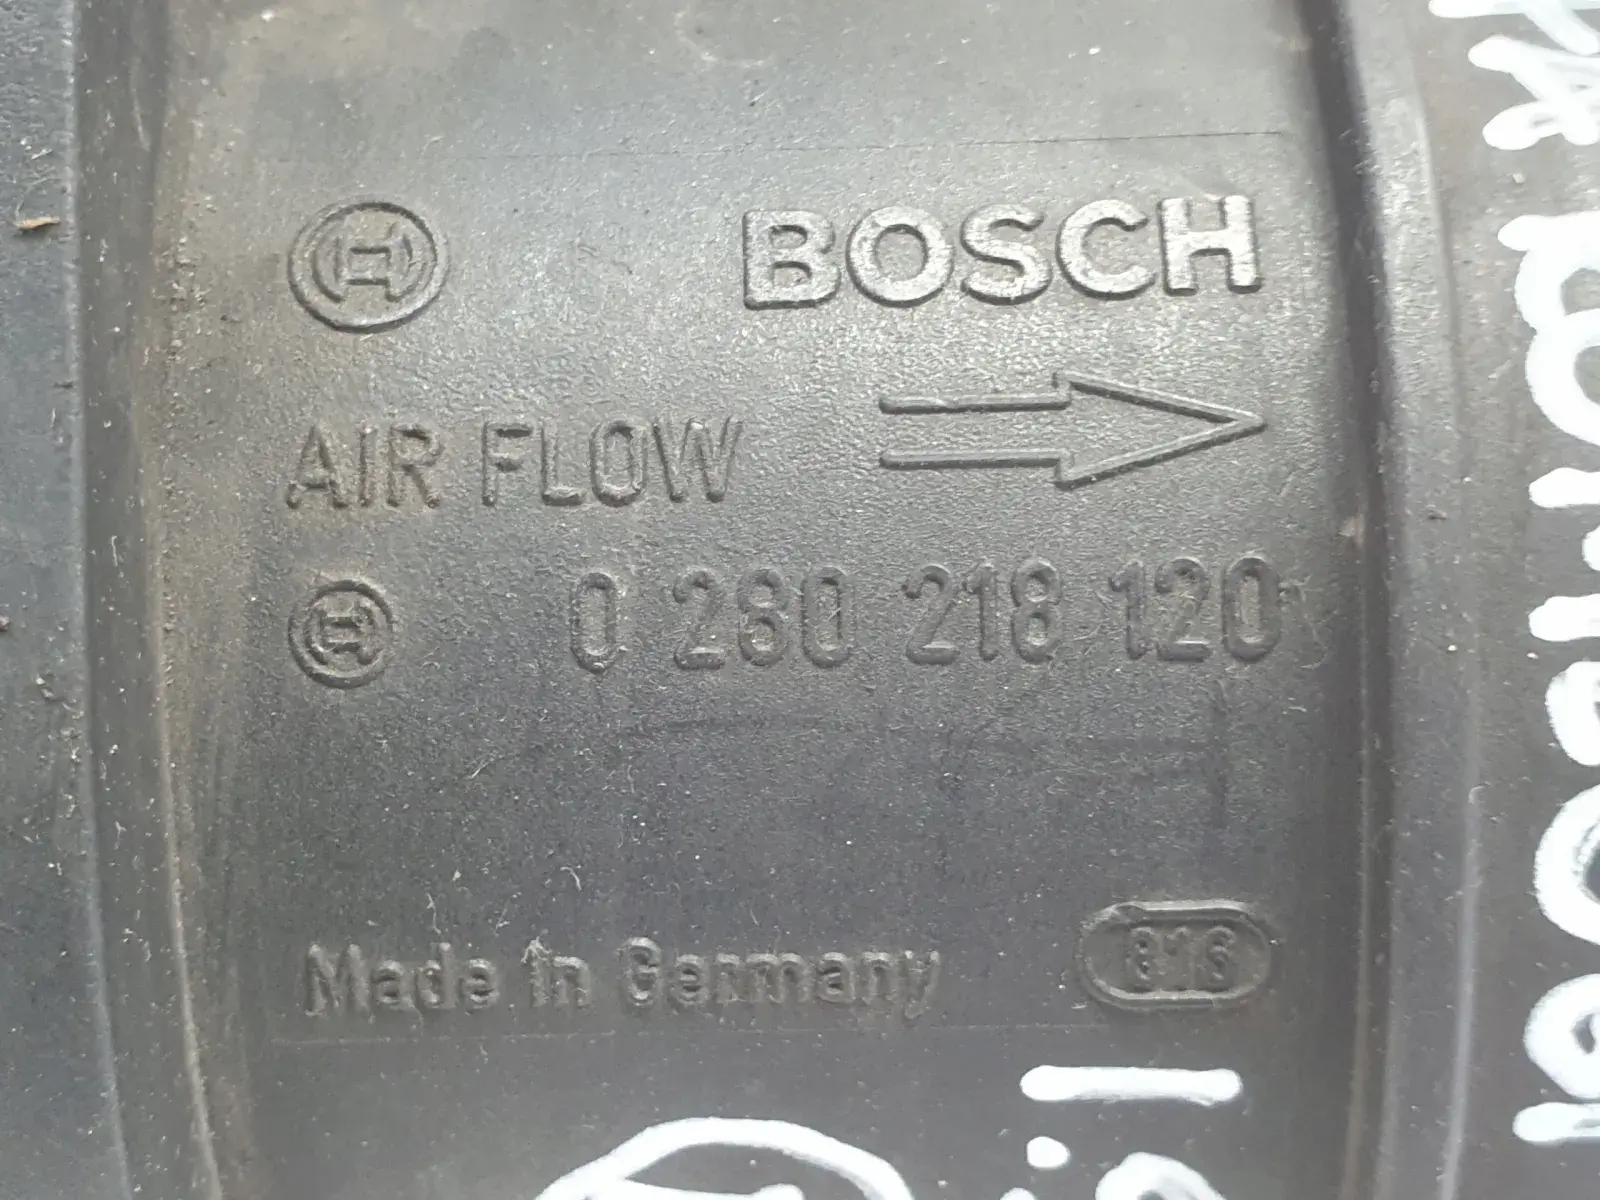 BOSCH
AIR FLOW
0 280 218 120
Made in Germany
816